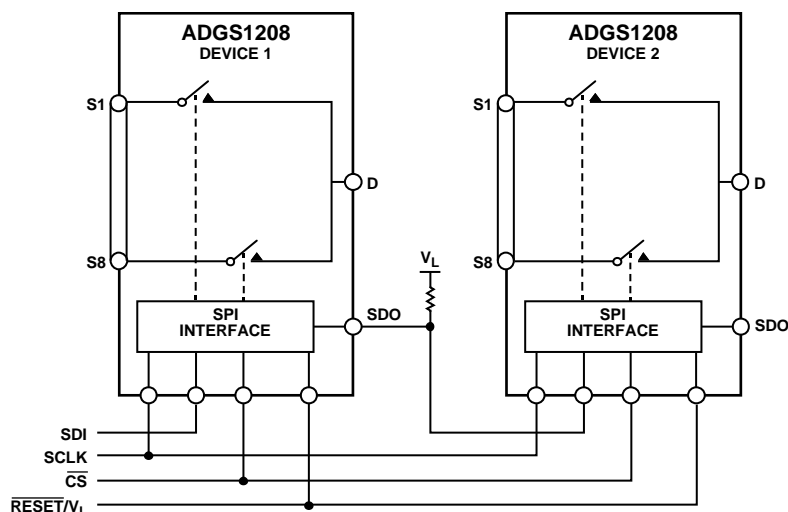 ADGS1208
DEVICE 1
S1
D
S8
SPI
INTERFACE
SDO
VL
ADGS1208
DEVICE 2
S1
D
S8
SPI
INTERFACE
SDO
SDI
SCLK
CS
RESET/VL